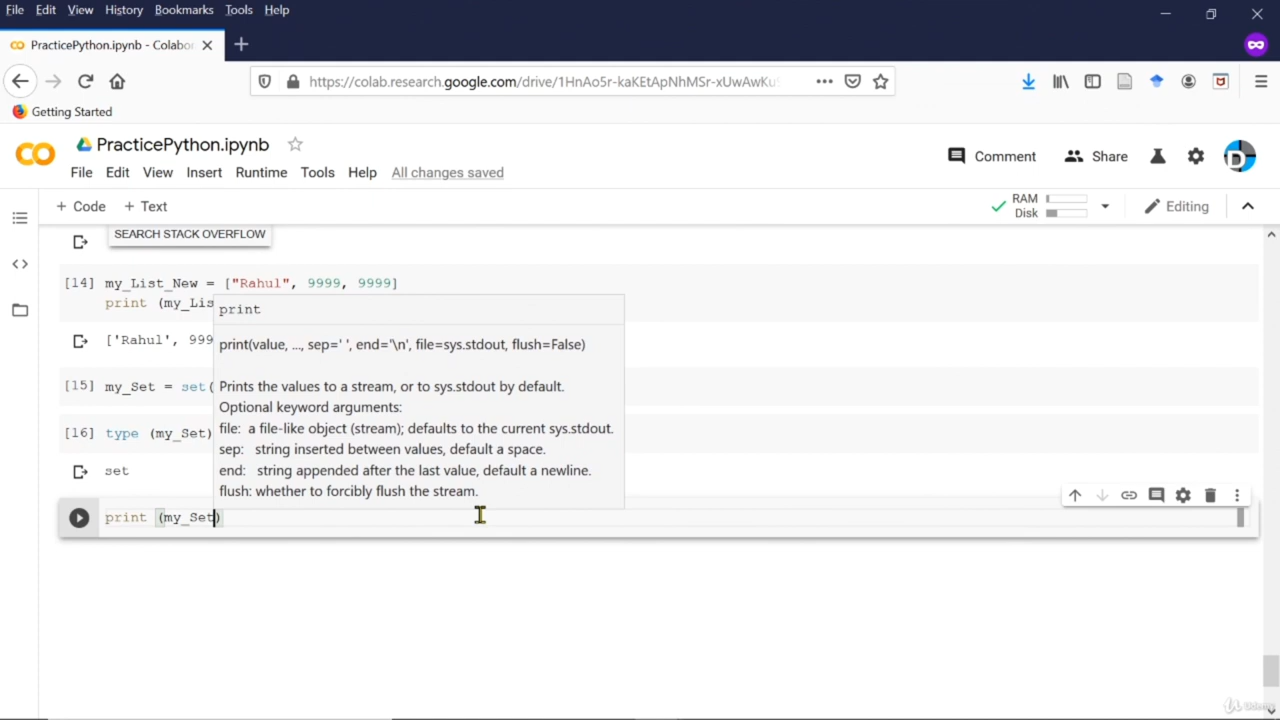 File Edit View History Bookmarks Tools Help
PracticePython.ipynb - Colabo
https://colab.research.google.com/drive/1HnAo5r-kaKEtApNhMSr-xUwAwKu
Getting Started
PracticePython.ipynb
File Edit View Insert Runtime Tools Help All changes saved
Comment Share
+ Code + Text
RAM
Disk
Editing
SEARCH STACK OVERFLOW
[14] my_List_New = ["Rahul", 9999, 9999]
print (my_Lis
print
print(value, ..., sep=' ', end='\n', file=sys.stdout, flush=False)
['Rahul', 999
Prints the values to a stream, or to sys.stdout by default.
[15] my_Set = set(
Optional keyword arguments:
file: a file-like object (stream); defaults to the current sys.stdout.
[16] type (my_Set)
sep: string inserted between values, default a space.
set
end: string appended after the last value, default a newline.
flush: whether to forcibly flush the stream.
print (my_Set)
Udemy